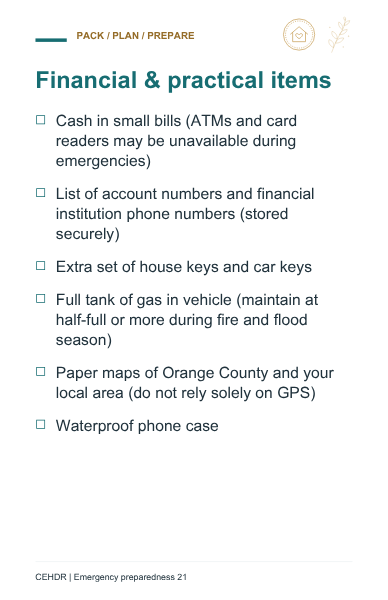 PACK / PLAN / PREPARE
Financial & practical items
Cash in small bills (ATMs and card
readers may be unavailable during
emergencies)
List of account numbers and financial
institution phone numbers (stored
securely)
Extra set of house keys and car keys
Full tank of gas in vehicle (maintain at
half-full or more during fire and flood
season)
Paper maps of Orange County and your
local area (do not rely solely on GPS)
Waterproof phone case
CEHDR | Emergency preparedness 21